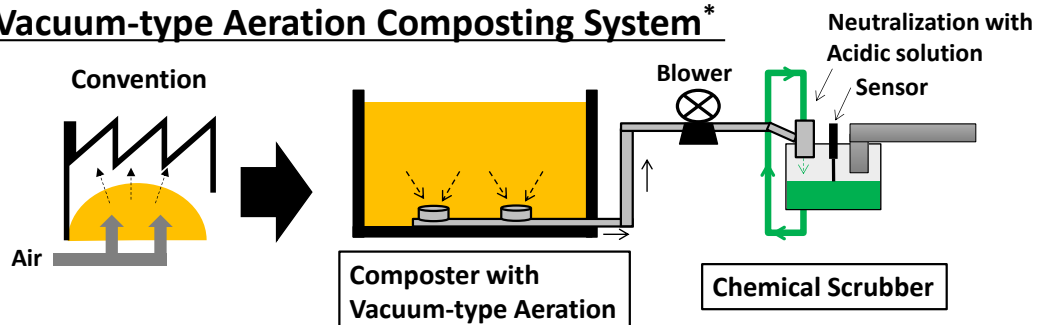 Vacuum-type Aeration Composting System*
Convention
Air
Composter with
Vacuum-type Aeration
Blower
Neutralization with
Acidic solution
Sensor
Chemical Scrubber